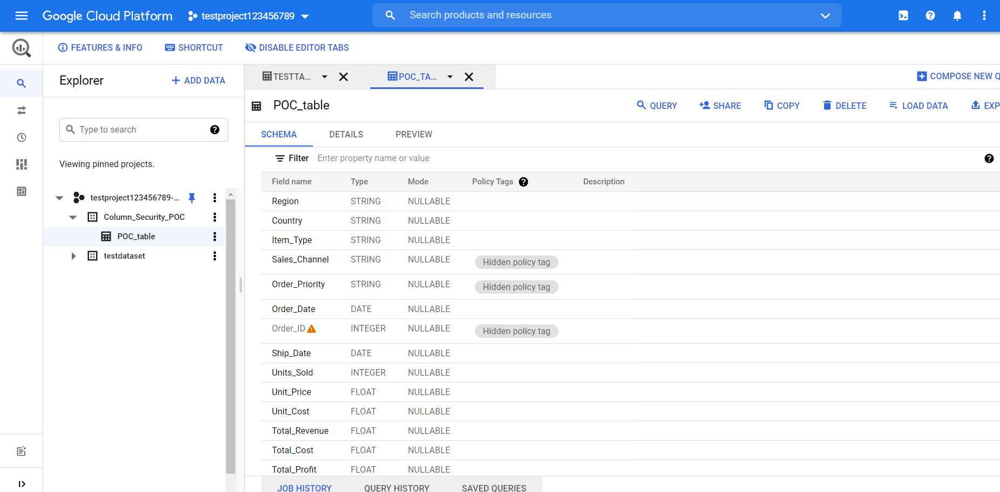 Google Cloud Platform testproject123456789 Search products and resources
FEATURES & INFO SHORTCUT DISABLE EDITOR TABS
Explorer + ADD DATA
Type to search
Viewing pinned projects.
testproject123456789-...
Column_Security_POC
POC_table
testdataset
TESTTA... POC_TA... COMPOSE NEW Q
POC_table QUERY SHARE COPY DELETE LOAD DATA EXP
SCHEMA DETAILS PREVIEW
Filter Enter property name or value
Field name Type Mode Policy Tags Description
Region STRING NULLABLE
Country STRING NULLABLE
Item_Type STRING NULLABLE
Sales_Channel STRING NULLABLE Hidden policy tag
Order_Priority STRING NULLABLE Hidden policy tag
Order_Date DATE NULLABLE
Order_ID INTEGER NULLABLE Hidden policy tag
Ship_Date DATE NULLABLE
Units_Sold INTEGER NULLABLE
Unit_Price FLOAT NULLABLE
Unit_Cost FLOAT NULLABLE
Total_Revenue FLOAT NULLABLE
Total_Cost FLOAT NULLABLE
Total_Profit FLOAT NULLABLE
JOB HISTORY QUERY HISTORY SAVED QUERIES